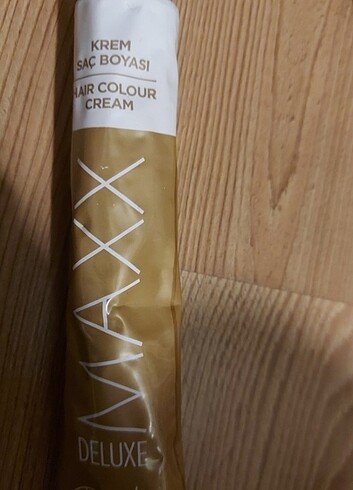 KREM
SAÇ BOYASI
HAIR COLOUR
CREAM
MAXX
DELUXE